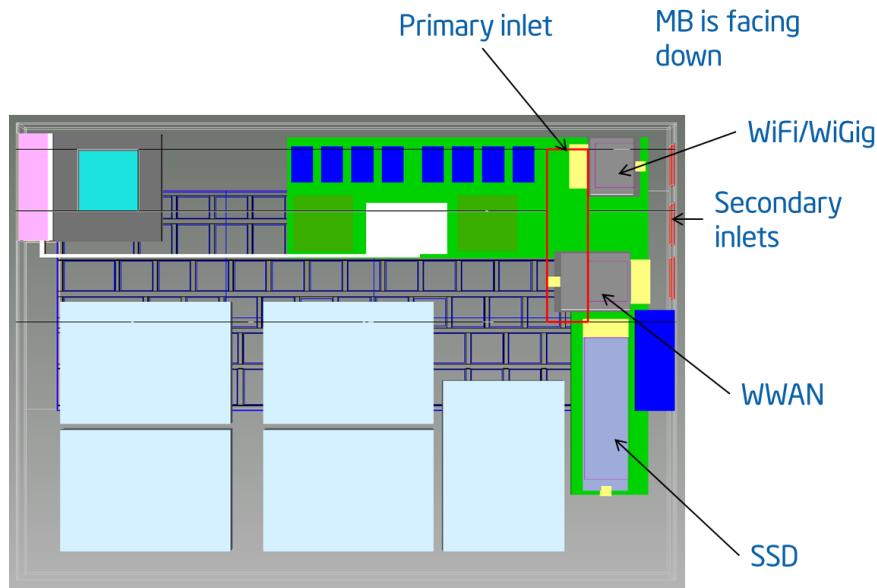 Primary inlet
MB is facing
down
WiFi/WiGig
Secondary
inlets
WWAN
SSD